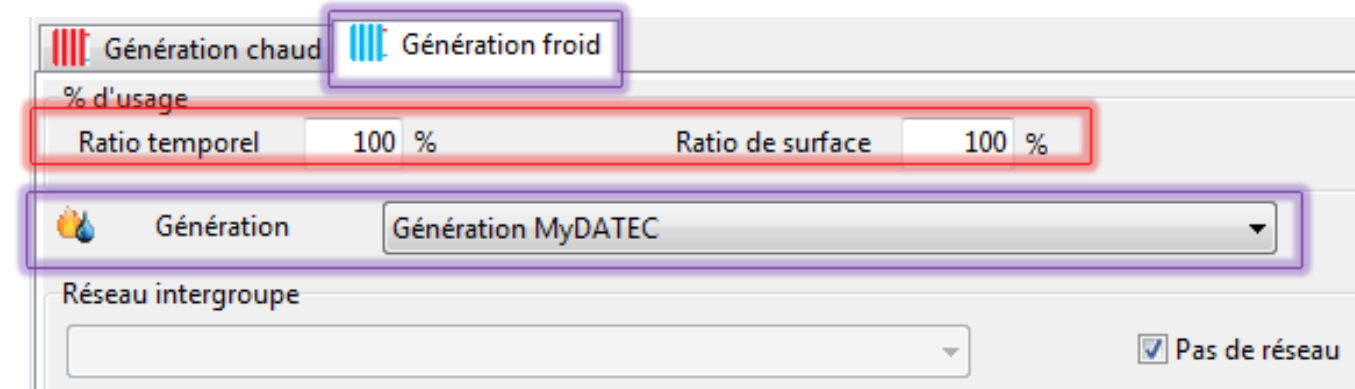 Génération chaud Génération froid
% d'usage
Ratio temporel 100 % Ratio de surface 100 %
Génération Génération MyDATEC
Réseau intergroupe
Pas de réseau